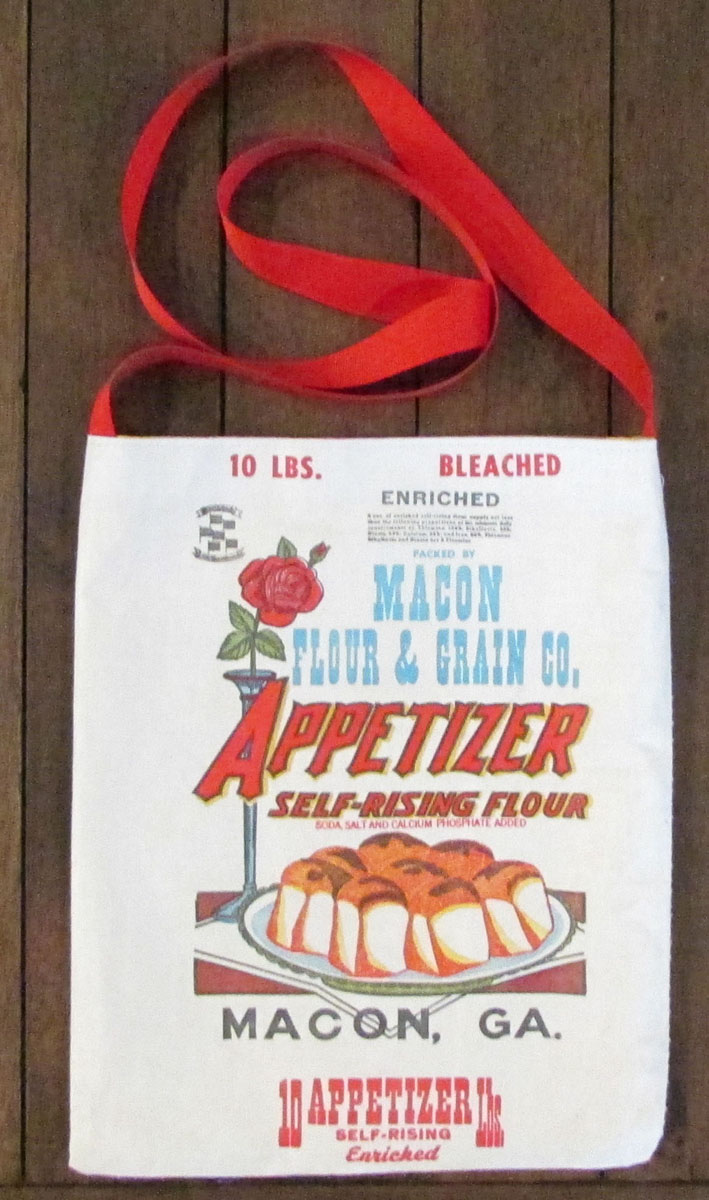 10 LBS. BLEACHED
ENRICHED
PACKED BY
MACON
FLOUR & GRAIN CO.
APPETIZER
SELF-RISING FLOUR
SODA, SALT AND CALCIUM PHOSPHATE ADDED
MACON, GA.
10 APPETIZER Lbs.
SELF-RISING
Enriched